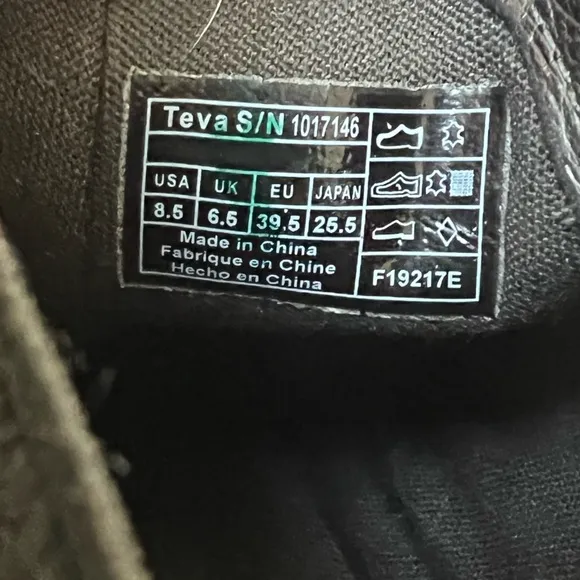 Teva S/N 1017146
USA UK EU JAPAN
8.5 6.5 39.5 25.5
Made in China
Fabrique en Chine
Hecho en China
F19217E